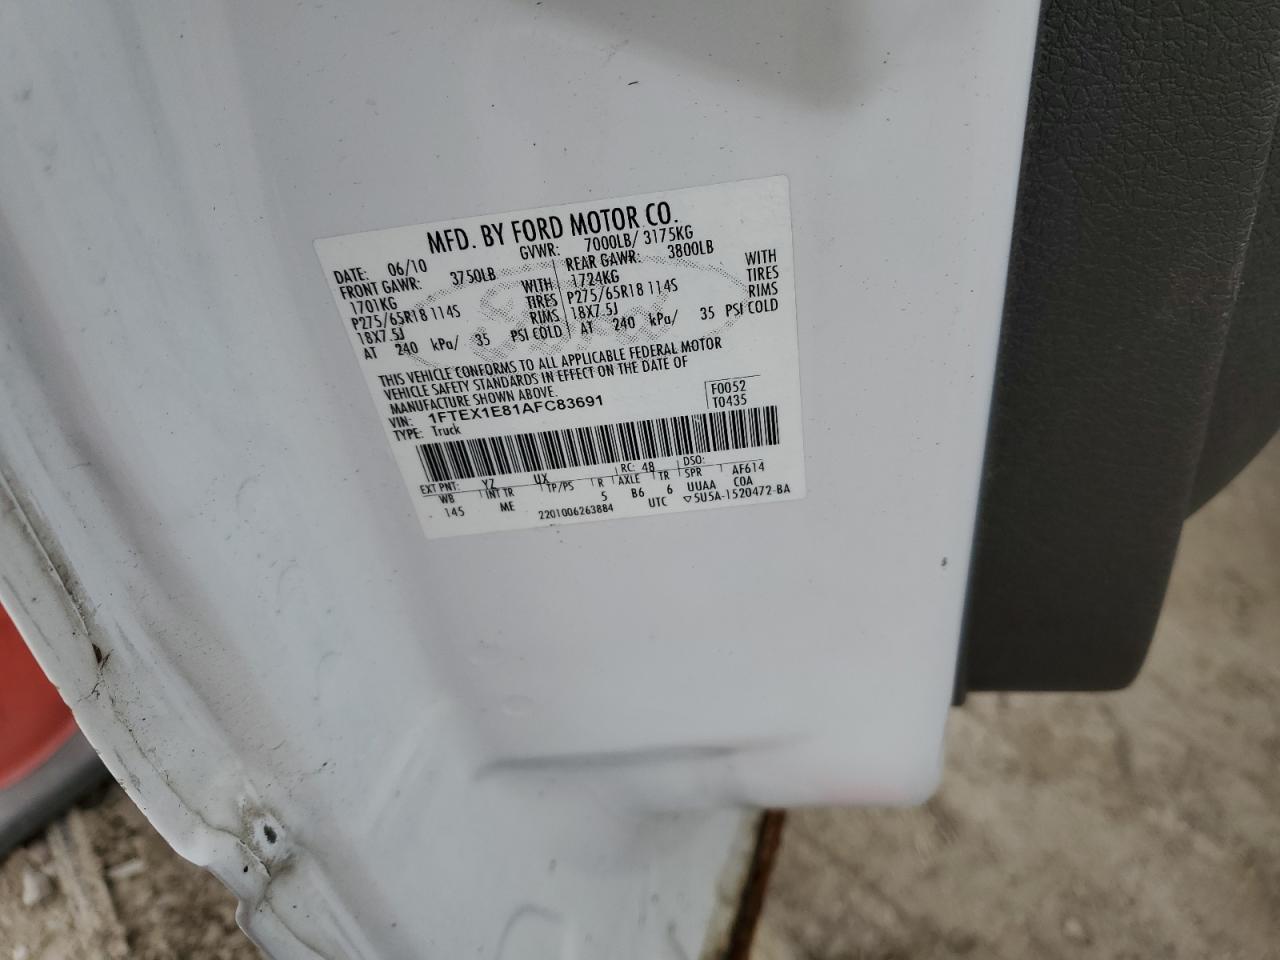 MFD. BY FORD MOTOR CO.
DATE: 06/10 GVWR: 7000LB/ 3175KG
FRONT GAWR: 3750LB REAR GAWR: 3800LB
1701KG WITH 1724KG WITH
P275/65R18 114S TIRES P275/65R18 114S TIRES
18X7.5J RIMS 18X7.5J RIMS
AT 240 kPa/ 35 PSI COLD AT 240 kPa/ 35 PSI COLD
THIS VEHICLE CONFORMS TO ALL APPLICABLE FEDERAL MOTOR
VEHICLE SAFETY STANDARDS IN EFFECT ON THE DATE OF
MANUFACTURE SHOWN ABOVE.
VIN: 1FTEX1E81AFC83691 F0052
TYPE: Truck T0435
EXT PNT: YZ UX RC: 48 DSO:
WB INT TR TP/PS R AXLE TR SPR AF614
145 ME 5 B6 6 UUAA COA
2201006263884 UTC ▽5U5A-1520472-BA